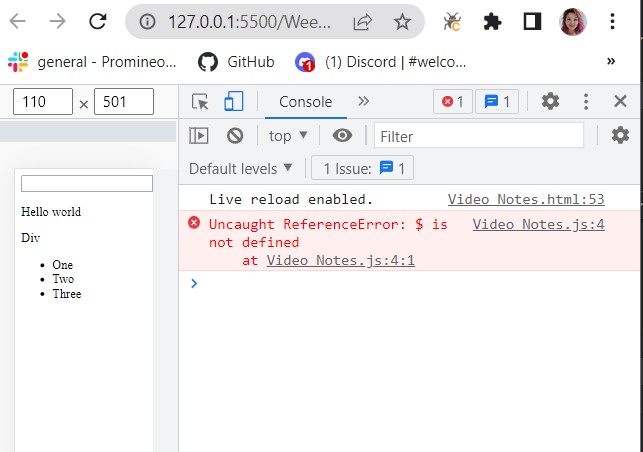 127.0.0.1:5500/Wee...
general - Promineo...
GitHub
(1) Discord | #welco...
»
110 × 501
Console
»
1
1
top
Filter
Default levels
1 Issue: 1
Live reload enabled. Video Notes.html:53
Uncaught ReferenceError: $ is Video Notes.js:4
not defined
at Video Notes.js:4:1
Hello world
Div
One
Two
Three